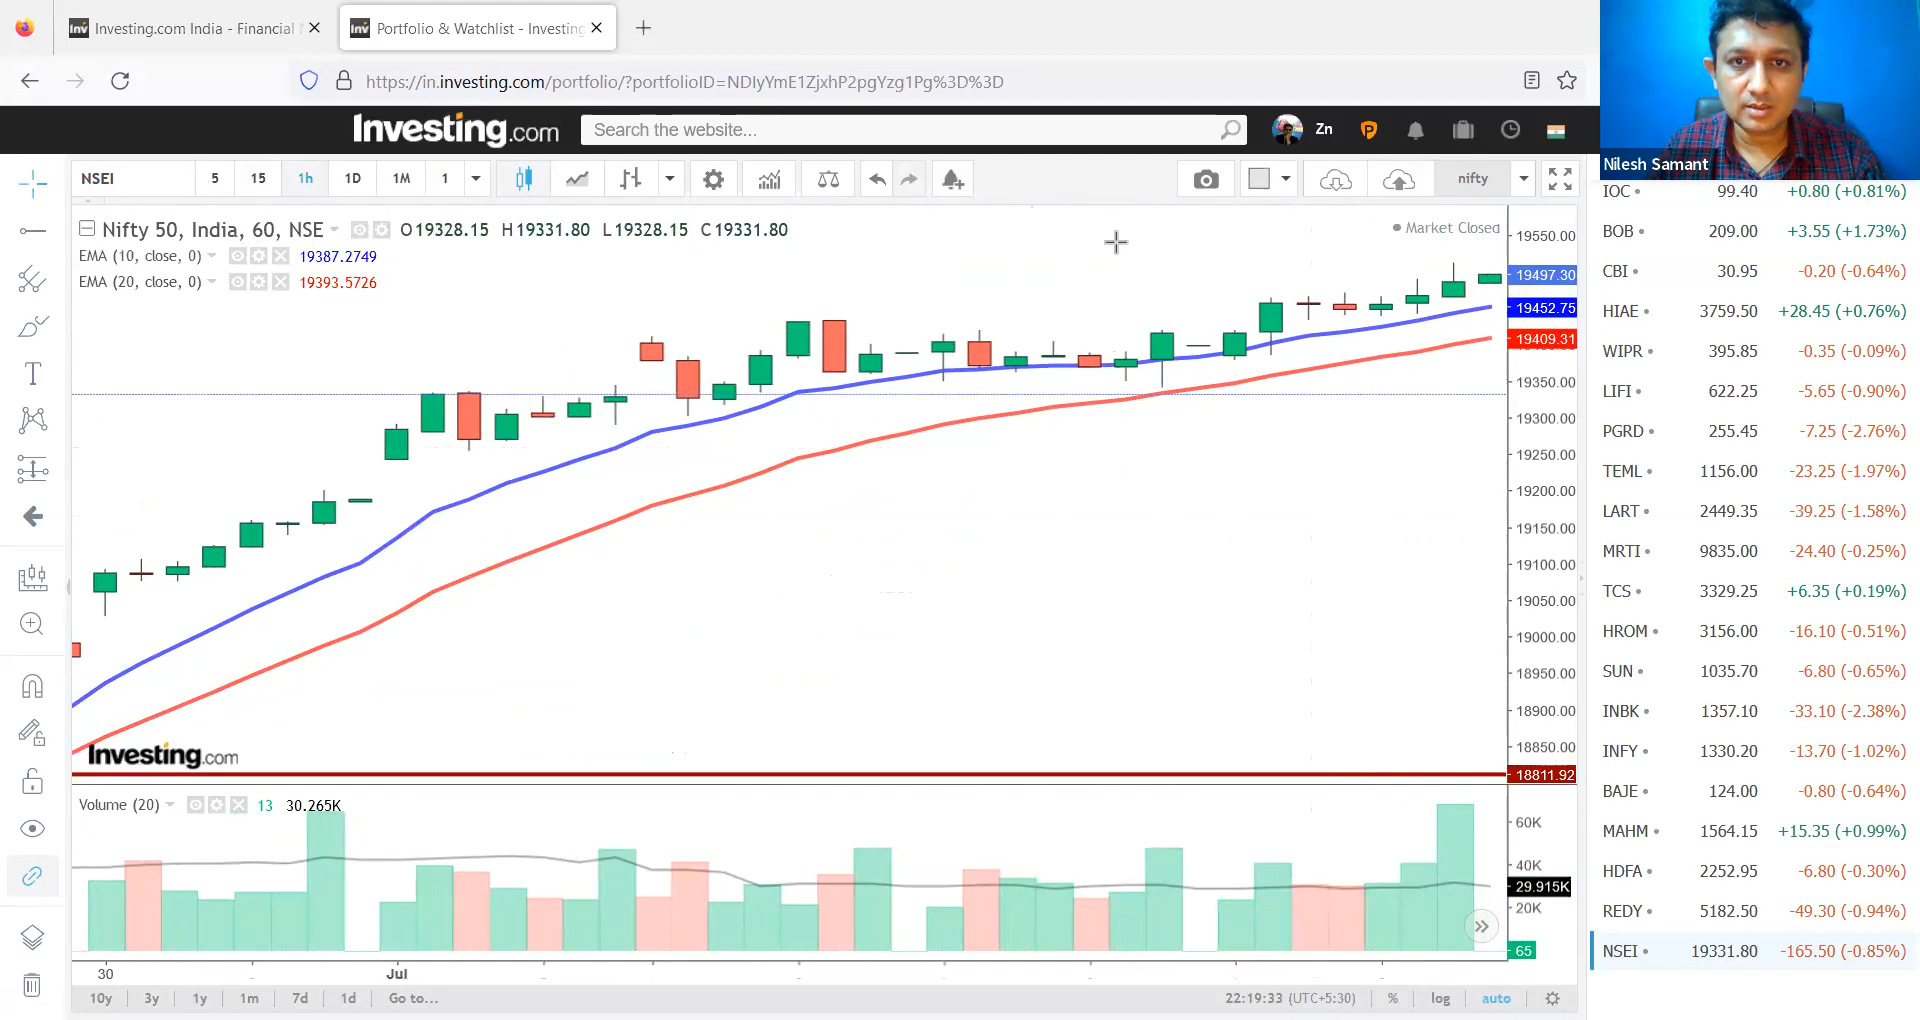 Investing.com India - Financial
Portfolio & Watchlist - Investing
https://in.investing.com/portfolio/?portfolioID=NDIyYmE1ZjxhP2pgYzg1Pg%3D%3D
Investing.com
Search the website...
Zn
Nilesh Samant
NSEI 5 15 1h 1D 1M 1
nifty
Nifty 50, India, 60, NSE O19328.15 H19331.80 L19328.15 C19331.80
Market Closed
EMA (10, close, 0) 19387.2749
EMA (20, close, 0) 19393.5726
19550.00
19497.30
19452.75
19409.31
19350.00
19300.00
19250.00
19200.00
19150.00
19100.00
19050.00
19000.00
18950.00
18900.00
18850.00
18811.92
Investing.com
Volume (20) 13 30.265K
60K
40K
29.915K
20K
65
30 Jul
10y 3y 1y 1m 7d 1d Go to...
22:19:33 (UTC+5:30) % log auto
IOC 99.40 +0.80 (+0.81%)
BOB 209.00 +3.55 (+1.73%)
CBI 30.95 -0.20 (-0.64%)
HIAE 3759.50 +28.45 (+0.76%)
WIPR 395.85 -0.35 (-0.09%)
LIFI 622.25 -5.65 (-0.90%)
PGRD 255.45 -7.25 (-2.76%)
TEML 1156.00 -23.25 (-1.97%)
LART 2449.35 -39.25 (-1.58%)
MRTI 9835.00 -24.40 (-0.25%)
TCS 3329.25 +6.35 (+0.19%)
HROM 3156.00 -16.10 (-0.51%)
SUN 1035.70 -6.80 (-0.65%)
INBK 1357.10 -33.10 (-2.38%)
INFY 1330.20 -13.70 (-1.02%)
BAJE 124.00 -0.80 (-0.64%)
MAHM 1564.15 +15.35 (+0.99%)
HDFA 2252.95 -6.80 (-0.30%)
REDY 5182.50 -49.30 (-0.94%)
NSEI 19331.80 -165.50 (-0.85%)